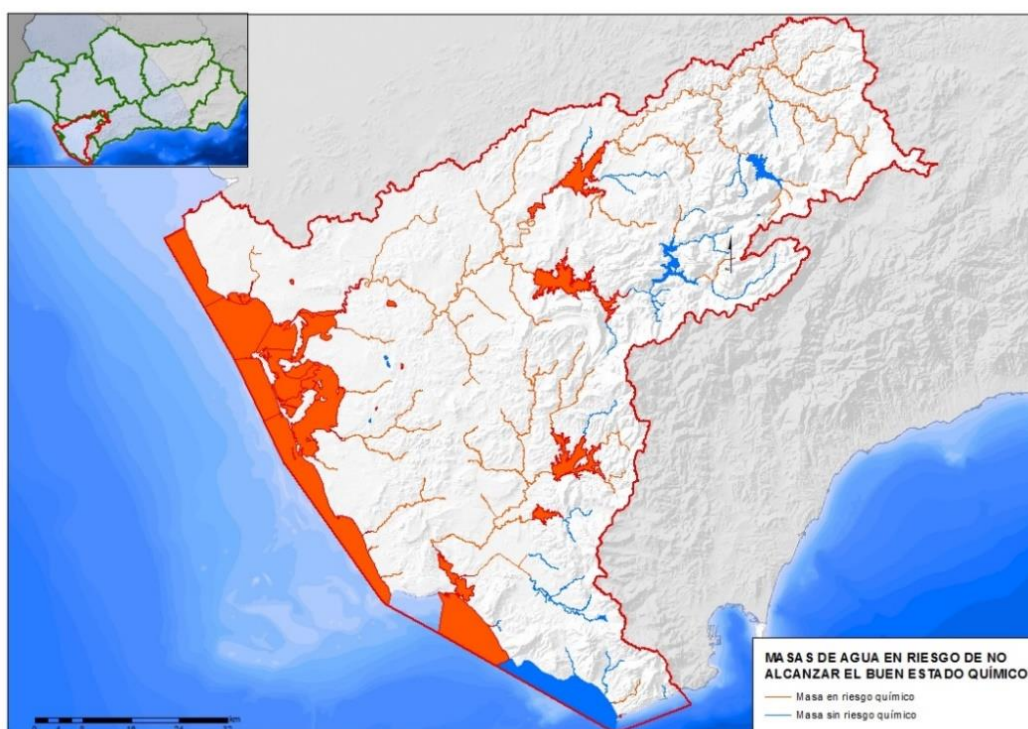 MASAS DE AGUA EN RIESGO DE NO
ALCANZAR EL BUEN ESTADO QUÍMICO
Masa en riesgo químico
Masa sin riesgo químico
km